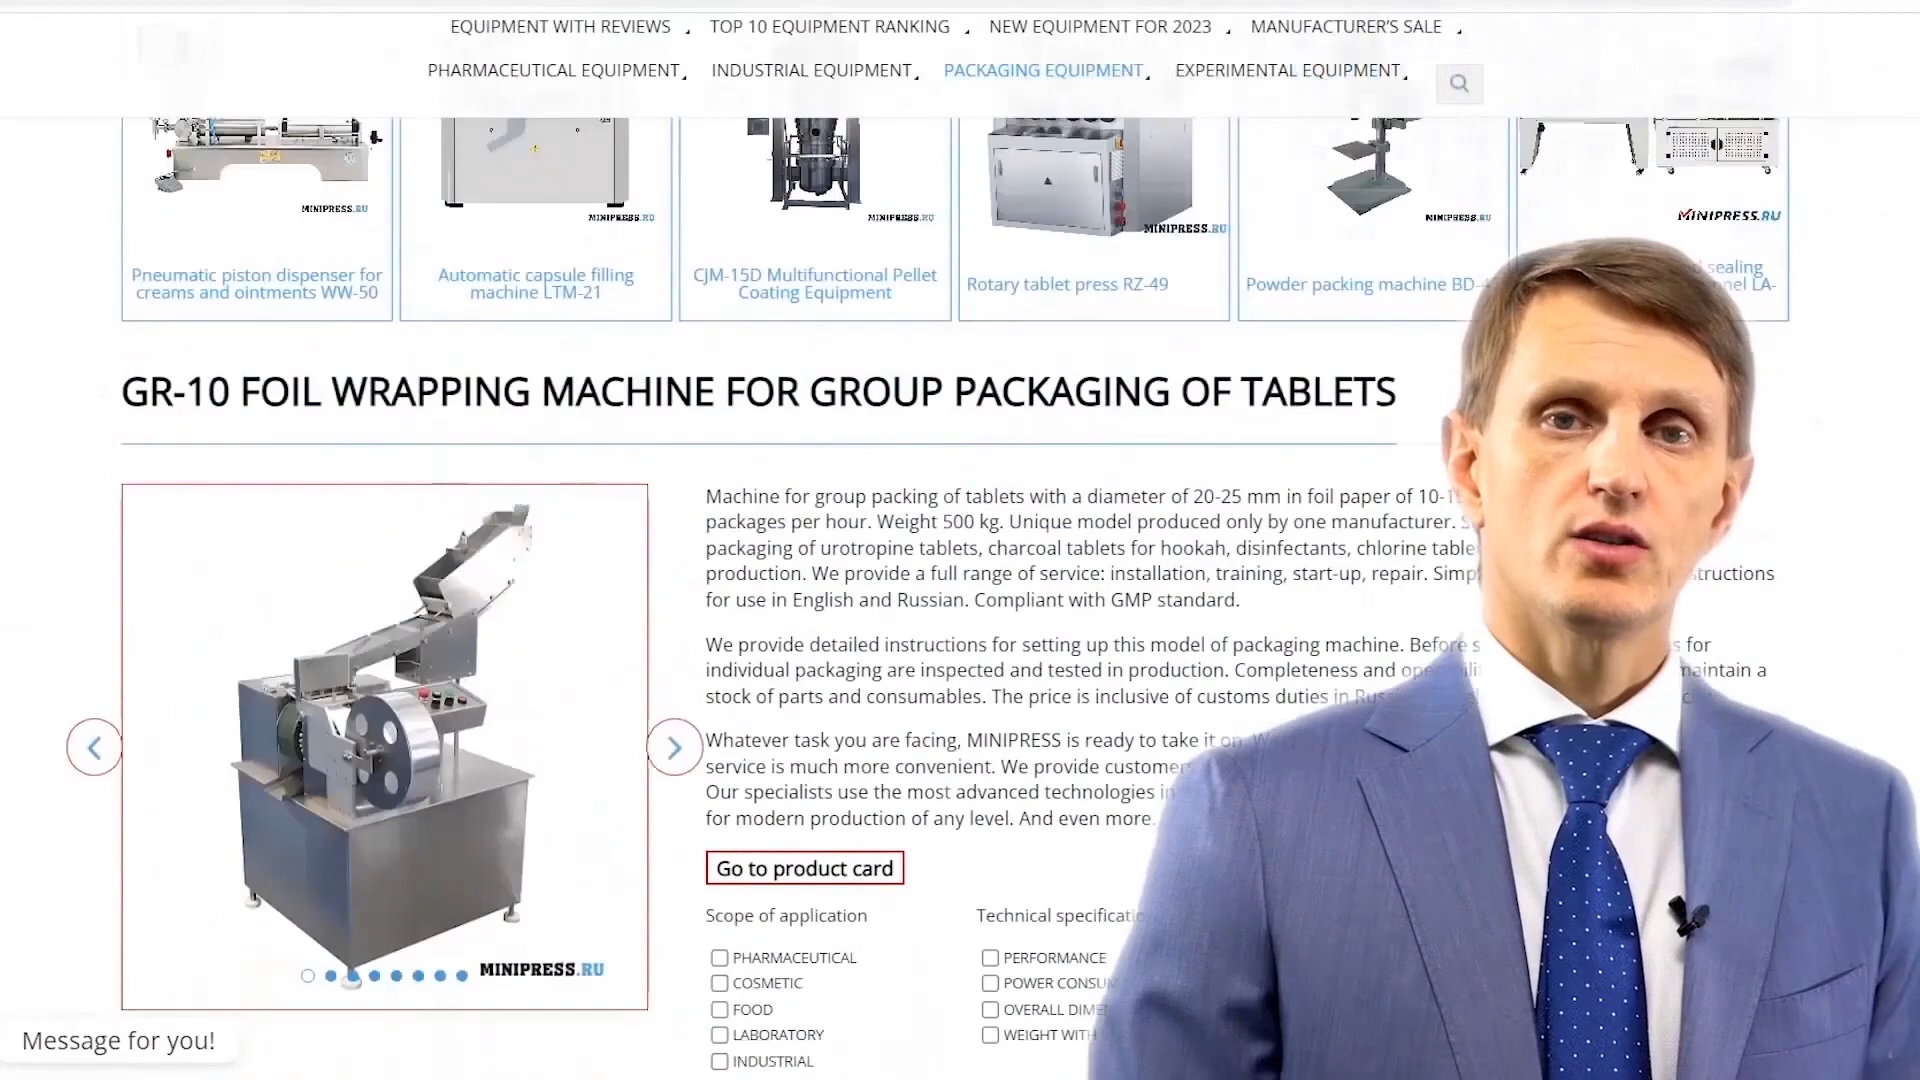 EQUIPMENT WITH REVIEWS TOP 10 EQUIPMENT RANKING NEW EQUIPMENT FOR 2023 MANUFACTURER'S SALE
PHARMACEUTICAL EQUIPMENT INDUSTRIAL EQUIPMENT PACKAGING EQUIPMENT EXPERIMENTAL EQUIPMENT
MINIPRESS.RU MINIPRESS.RU MINIPRESS.RU MINIPRESS.RU MINIPRESS.RU MINIPRESS.RU
Pneumatic piston dispenser for
creams and ointments WW-50
Automatic capsule filling
machine LTM-21
CJM-15D Multifunctional Pellet
Coating Equipment
Rotary tablet press RZ-49
Powder packing machine
sealing
LA-
GR-10 FOIL WRAPPING MACHINE FOR GROUP PACKAGING OF TABLETS
Machine for group packing of tablets with a diameter of 20-25 mm in foil paper of
packages per hour. Weight 500 kg. Unique model produced only by one manufacturer.
packaging of urotropine tablets, charcoal tablets for hookah, disinfectants, chlorine
production. We provide a full range of service: installation, training, start-up, repair.
for use in English and Russian. Compliant with GMP standard.
We provide detailed instructions for setting up this model of packaging machine. Before for
individual packaging are inspected and tested in production. Completeness and maintain a
stock of parts and consumables. The price is inclusive of customs duties in
Whatever task you are facing, MINIPRESS is ready to take it on.
service is much more convenient. We provide
Our specialists use the most advanced technologies in
for modern production of any level. And even more.
Go to product card
Scope of application
PHARMACEUTICAL
COSMETIC
FOOD
LABORATORY
INDUSTRIAL
Technical
PERFORMANCE
POWER
OVERALL
WEIGHT WITH
MINIPRESS.RU
Message for you!